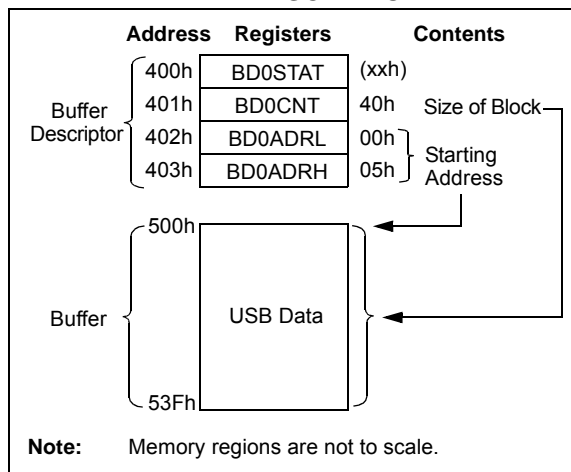 Address Registers Contents
400h BD0STAT (xxh)
401h BD0CNT 40h Size of Block
402h BD0ADRL 00h
403h BD0ADRH 05h
Buffer
Descriptor
Starting
Address
500h
Buffer USB Data
53Fh
Note: Memory regions are not to scale.